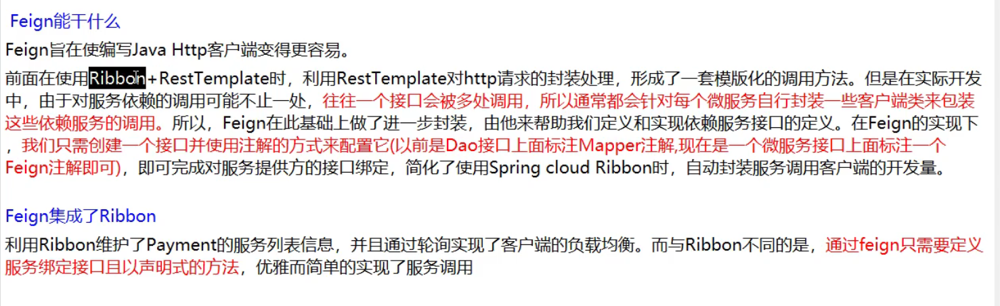 Feign能干什么
Feign旨在使编写Java Http客户端变得更容易。
前面在使用Ribbon+RestTemplate时，利用RestTemplate对http请求的封装处理，形成了一套模版化的调用方法。但是在实际开发
中，由于对服务依赖的调用可能不止一处，往往一个接口会被多处调用，所以通常都会针对每个微服务自行封装一些客户端类来包装
这些依赖服务的调用。所以，Feign在此基础上做了进一步封装，由他来帮助我们定义和实现依赖服务接口的定义。在Feign的实现下
，我们只需创建一个接口并使用注解的方式来配置它(以前是Dao接口上面标注Mapper注解,现在是一个微服务接口上面标注一个
Feign注解即可)，即可完成对服务提供方的接口绑定，简化了使用Spring cloud Ribbon时，自动封装服务调用客户端的开发量。
Feign集成了Ribbon
利用Ribbon维护了Payment的服务列表信息，并且通过轮询实现了客户端的负载均衡。而与Ribbon不同的是，通过feign只需要定义
服务绑定接口且以声明式的方法，优雅而简单的实现了服务调用